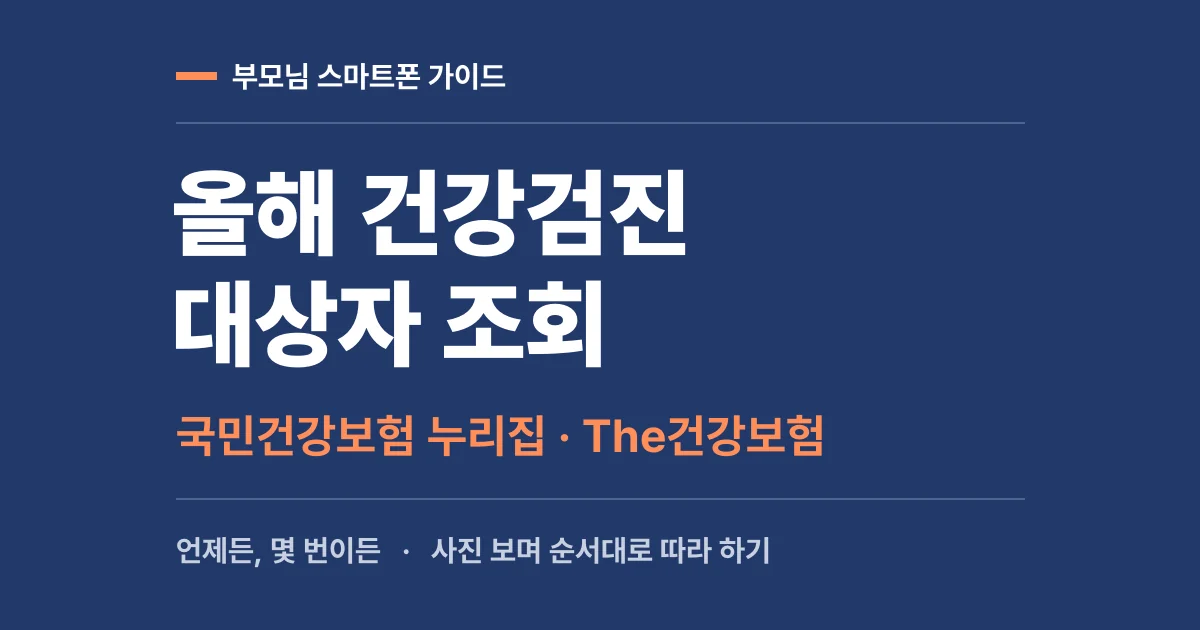 부모님 스마트폰 가이드
올해 건강검진
대상자 조회
국민건강보험 누리집 · The건강보험
언제든, 몇 번이든 · 사진 보며 순서대로 따라 하기